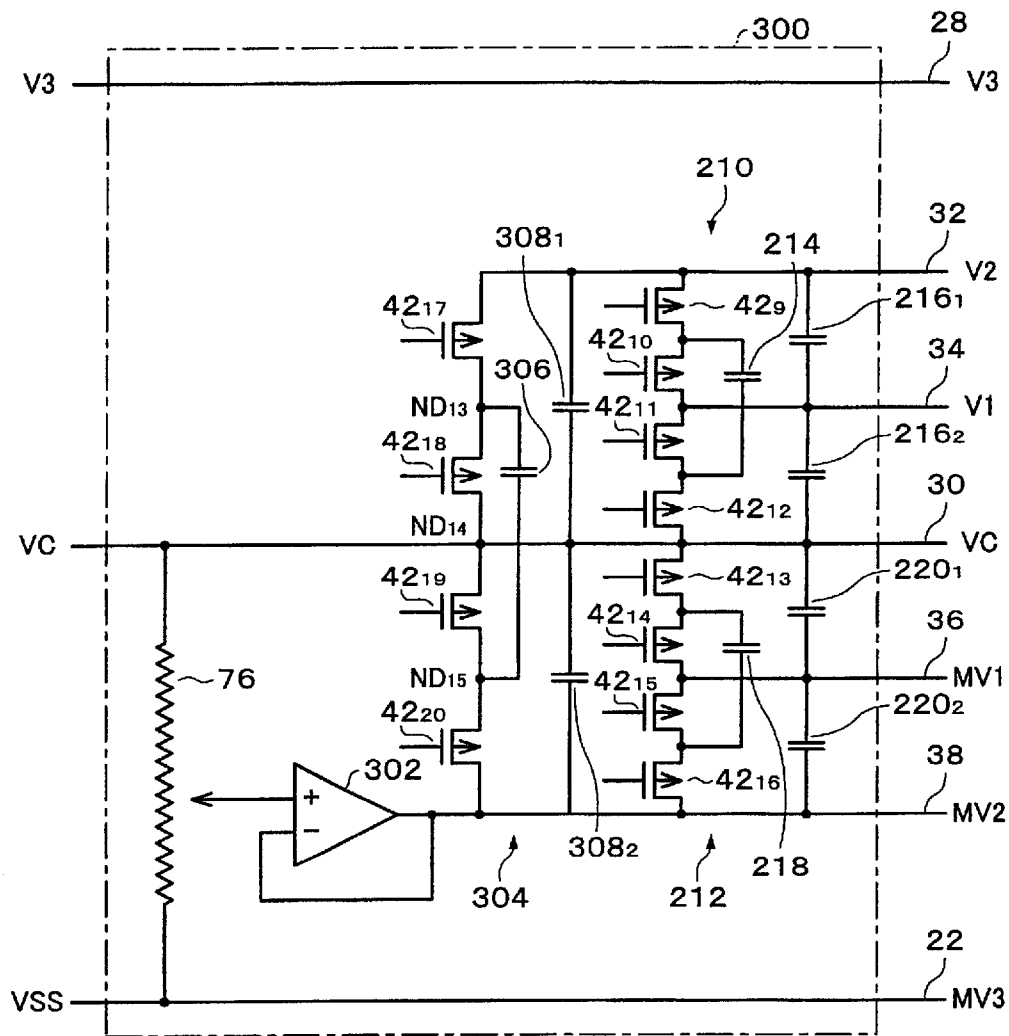 300
28
V3
V3
210
32
308₁
214
V2
42₁₇
42₉
216₁
42₁₀
306
34
ND₁₃
42₁₁
V1
42₁₈
216₂
42₁₂
30
ND₁₄
VC
VC
42₁₉
42₁₃
220₁
42₁₄
36
76
ND₁₅
42₁₅
MV1
42₂₀
220₂
302
42₁₆
38
+
−
MV2
308₂
218
304
212
22
VSS
MV3